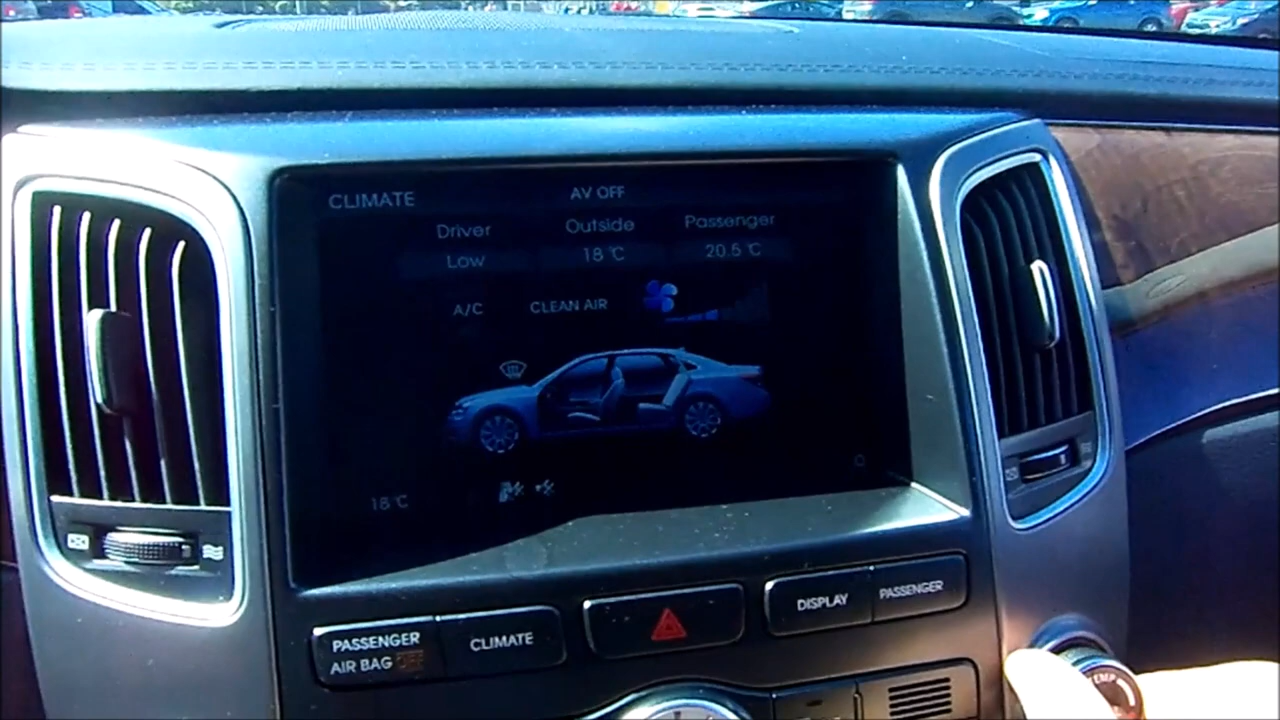 CLIMATE AV OFF
Driver Outside Passenger
Low 18 °C 20.5 °C
A/C CLEAN AIR
18 °C
PASSENGER
AIR BAG OFF
CLIMATE
DISPLAY
PASSENGER
TEMP